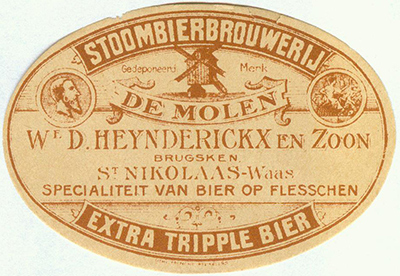 STOOMBIERBROUWERIJ
Gedeponeerd Merk
DE MOLEN
WE D. HEYNDERICKX EN ZOON
BRUGSKEN,
ST NIKOLAAS-Waas
SPECIALITEIT VAN BIER OP FLESSCHEN
EXTRA TRIPPLE BIER